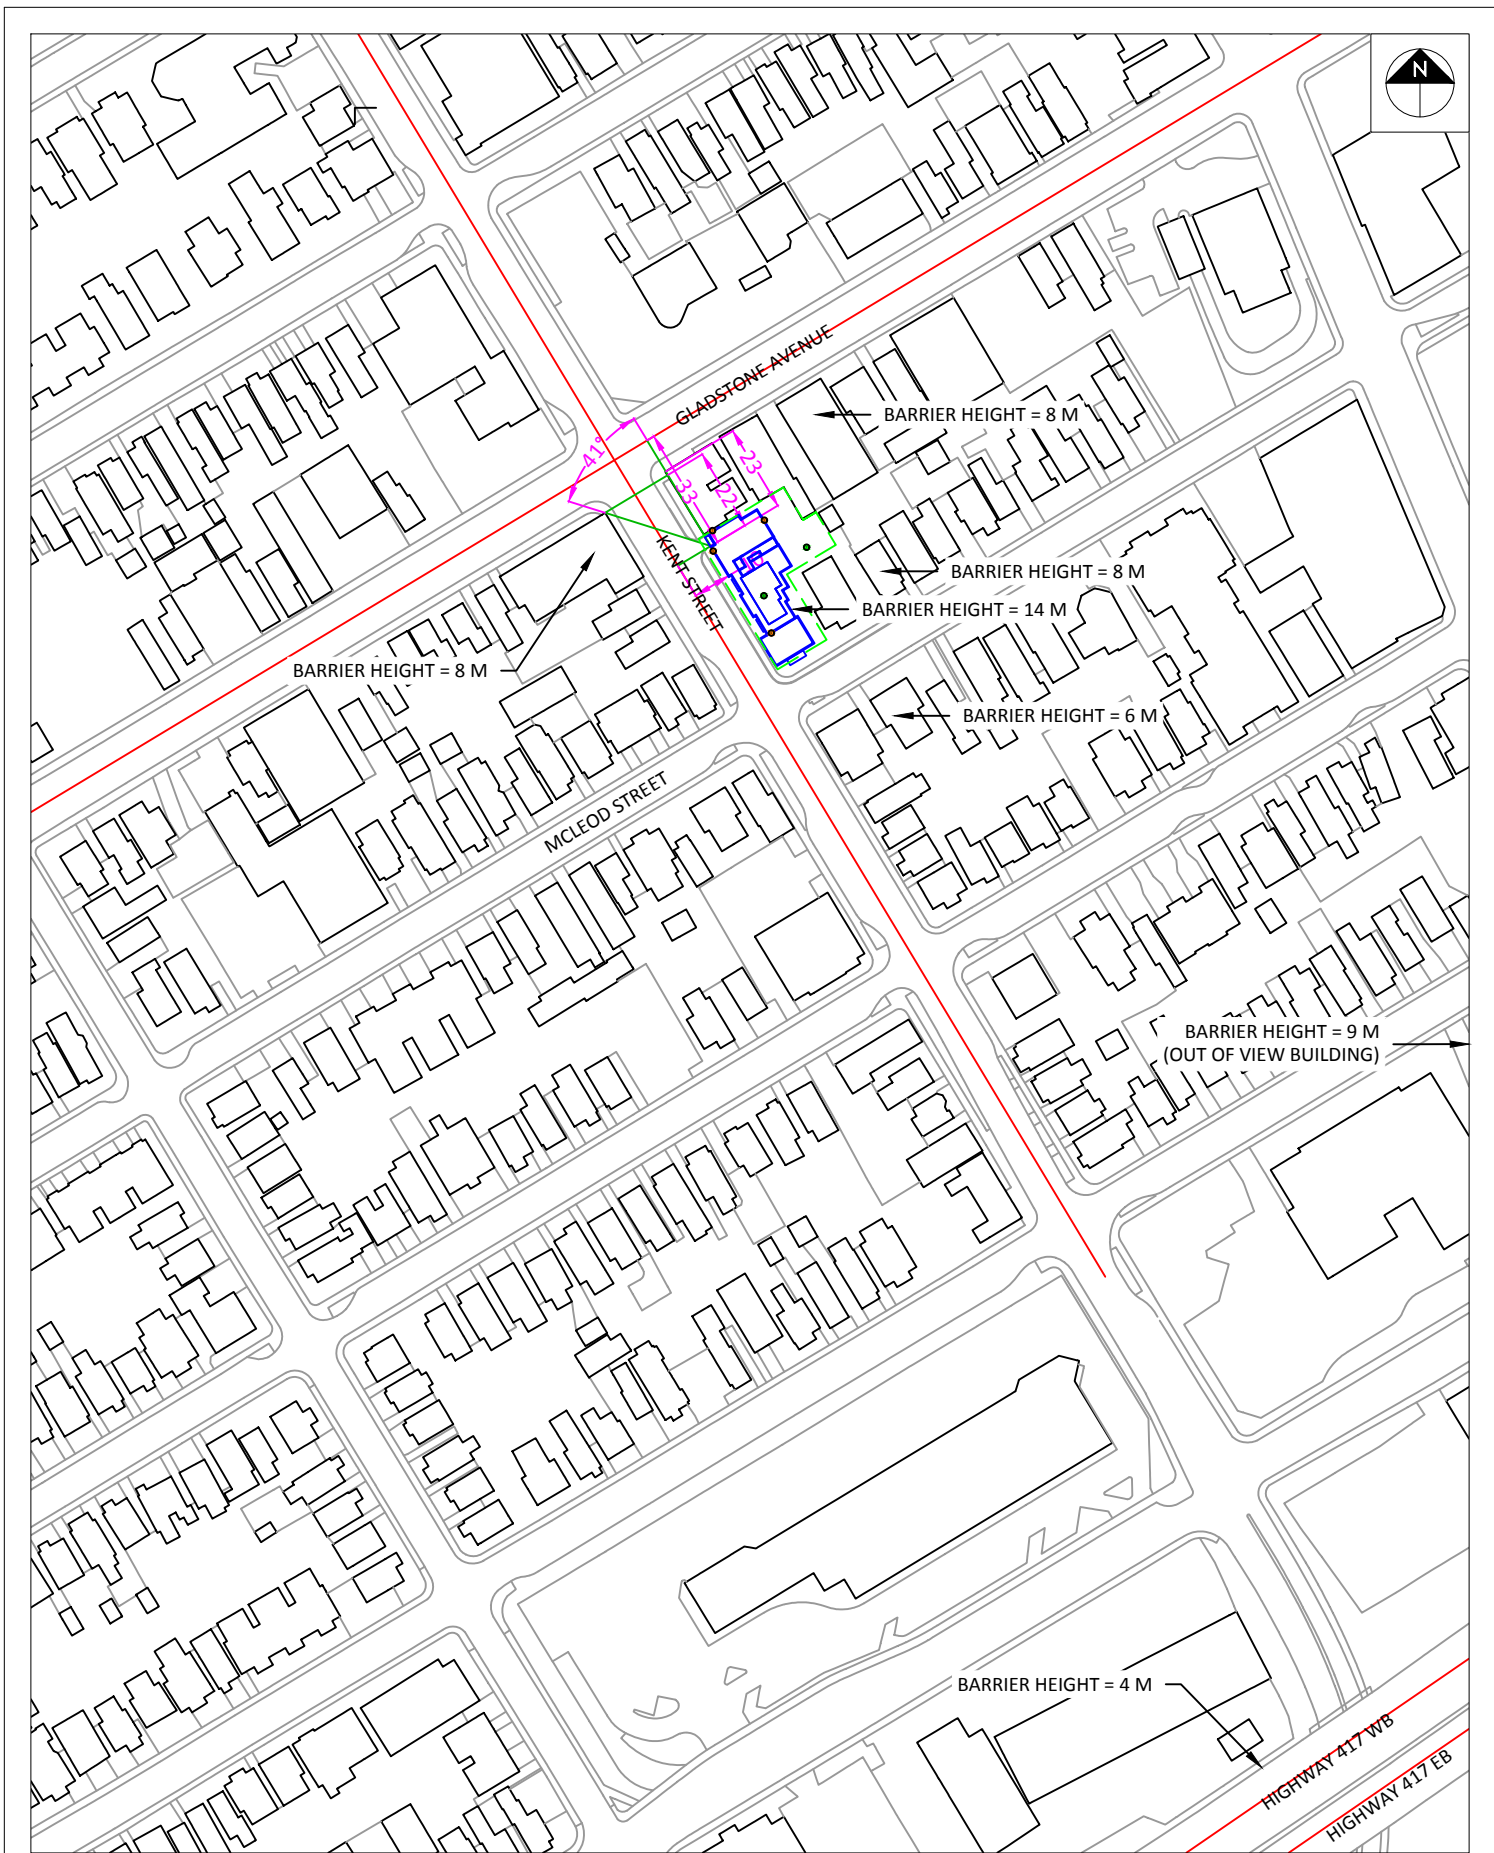 N
GLADSTONE AVENUE
BARRIER HEIGHT = 8 M
41°
33
22
23
KENT STREET
BARRIER HEIGHT = 8 M
BARRIER HEIGHT = 14 M
BARRIER HEIGHT = 8 M
BARRIER HEIGHT = 6 M
MCLEOD STREET
BARRIER HEIGHT = 9 M
(OUT OF VIEW BUILDING)
BARRIER HEIGHT = 4 M
HIGHWAY 417 WB
HIGHWAY 417 EB